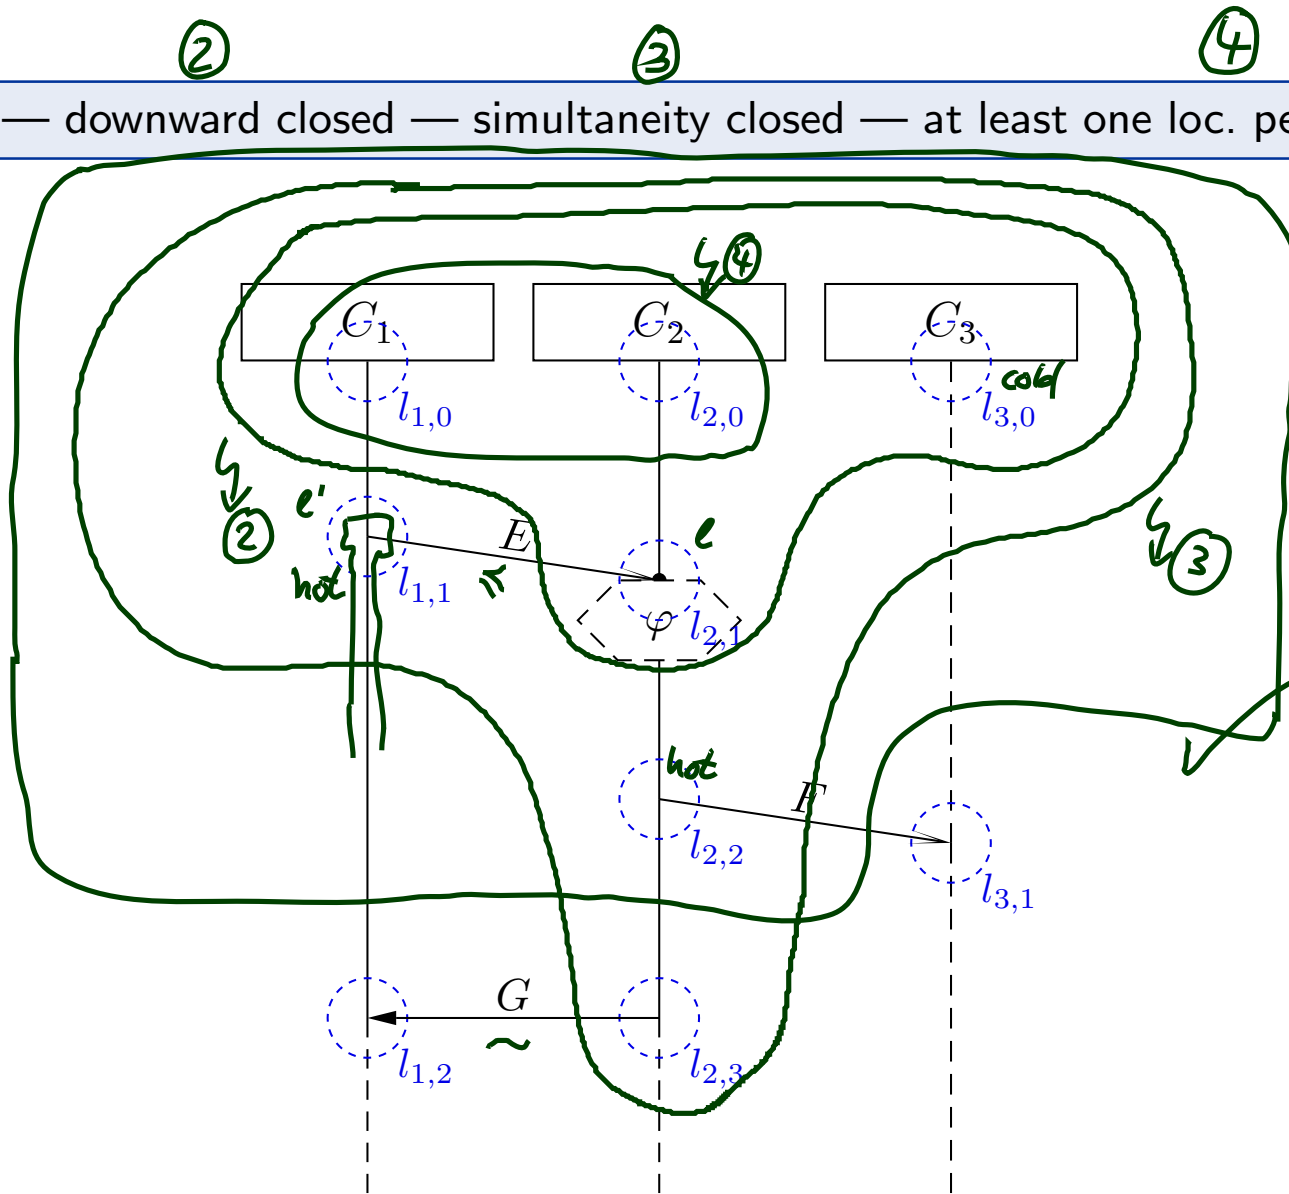 ② ③ ④
— downward closed — simultaneity closed — at least one loc. pe
④
C₁ C₂ C₃
cold
l₁,₀ l₂,₀ l₃,₀
l' E l
②
③
hot l₁,₁ ≼ φ l₂,₁
hot
F
l₂,₂
l₃,₁
G
∼
l₁,₂ l₂,₃